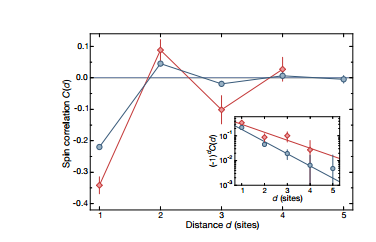 0.1
0.0
-0.1
-0.2
-0.3
-0.4
Spin correlation C(d)
1 2 3 4 5
Distance d (sites)
10⁻¹
10⁻²
10⁻³
(-1)ᵈC(d)
1 2 3 4 5
d (sites)